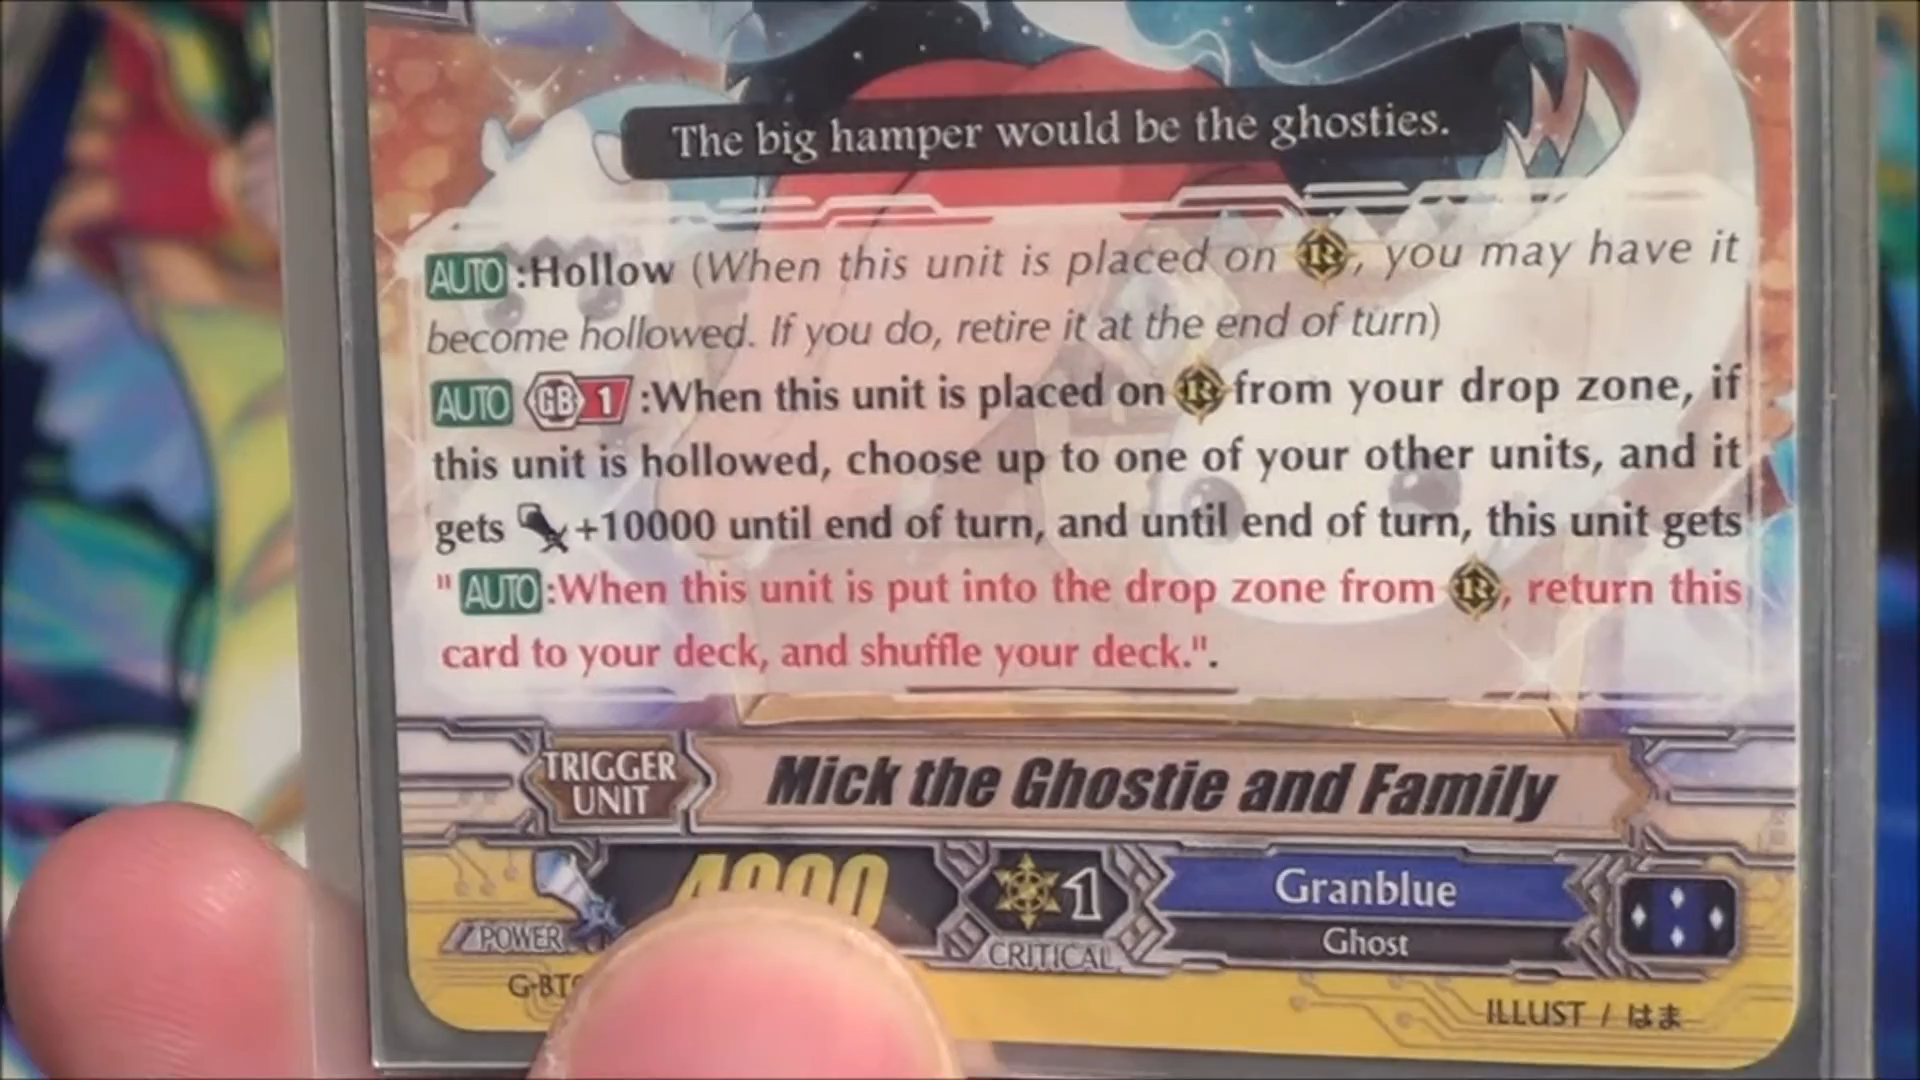 The big hamper would be the ghosties.
AUTO :Hollow (When this unit is placed on R, you may have it
become hollowed. If you do, retire it at the end of turn)
AUTO GB 1 :When this unit is placed on R from your drop zone, if
this unit is hollowed, choose up to one of your other units, and it
gets +10000 until end of turn, and until end of turn, this unit gets
"AUTO:When this unit is put into the drop zone from R, return this
card to your deck, and shuffle your deck.".
TRIGGER
UNIT
Mick the Ghostie and Family
POWER 4000
1
CRITICAL
Granblue
Ghost
ILLUST / はま